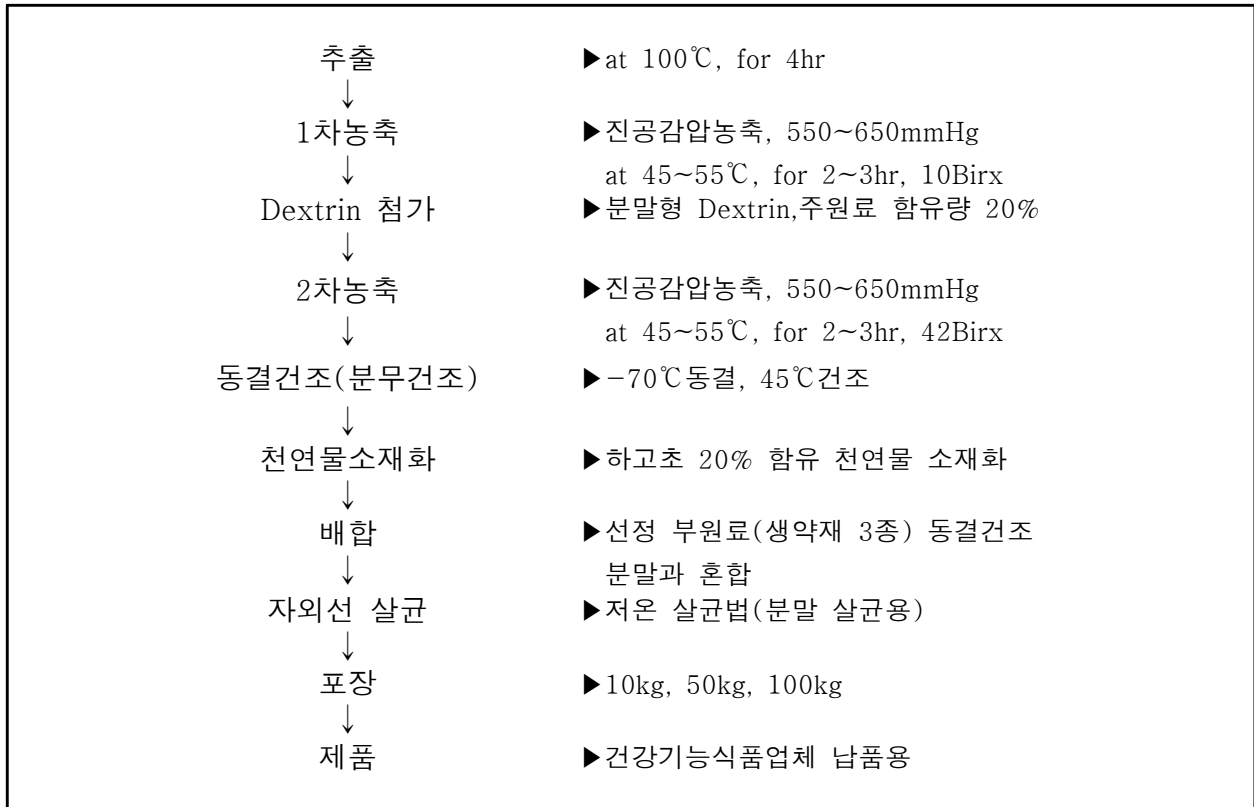 추출 ▶at 100℃, for 4hr
↓
1차농축 ▶진공감압농축, 550~650mmHg
↓ at 45~55℃, for 2~3hr, 10Birx
Dextrin 첨가 ▶분말형 Dextrin,주원료 함유량 20%
↓
2차농축 ▶진공감압농축, 550~650mmHg
↓ at 45~55℃, for 2~3hr, 42Birx
동결건조(분무건조) ▶-70℃동결, 45℃건조
↓
천연물소재화 ▶하고초 20% 함유 천연물 소재화
↓
배합 ▶선정 부원료(생약재 3종) 동결건조
↓ 분말과 혼합
자외선 살균 ▶저온 살균법(분말 살균용)
↓
포장 ▶10kg, 50kg, 100kg
↓
제품 ▶건강기능식품업체 납품용